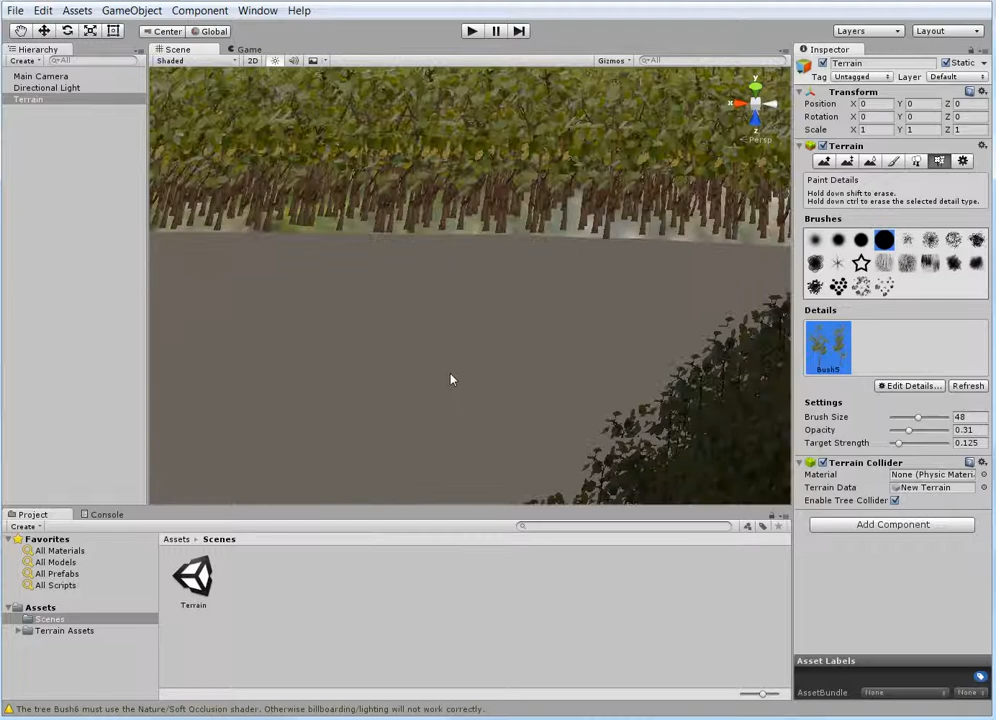 File Edit Assets GameObject Component Window Help
Center Global
Layers Layout
Hierarchy
Create All
Main Camera
Directional Light
Terrain
Scene Game
Shaded 2D Gizmos All
y
x
z
Persp
Inspector
Terrain Static
Tag Untagged Layer Default
Transform
Position X 0 Y 0 Z 0
Rotation X 0 Y 0 Z 0
Scale X 1 Y 1 Z 1
Terrain
Paint Details
Hold down shift to erase.
Hold down ctrl to erase the selected detail type.
Brushes
Details
Bush5
Edit Details... Refresh
Settings
Brush Size 48
Opacity 0.31
Target Strength 0.125
Terrain Collider
Material None (Physic Materi
Terrain Data New Terrain
Enable Tree Collider
Add Component
Asset Labels
AssetBundle None None
Project Console
Create
Favorites
All Materials
All Models
All Prefabs
All Scripts
Assets
Scenes
Terrain Assets
Assets Scenes
Terrain
The tree Bush6 must use the Nature/Soft Occlusion shader. Otherwise billboarding/lighting will not work correctly.